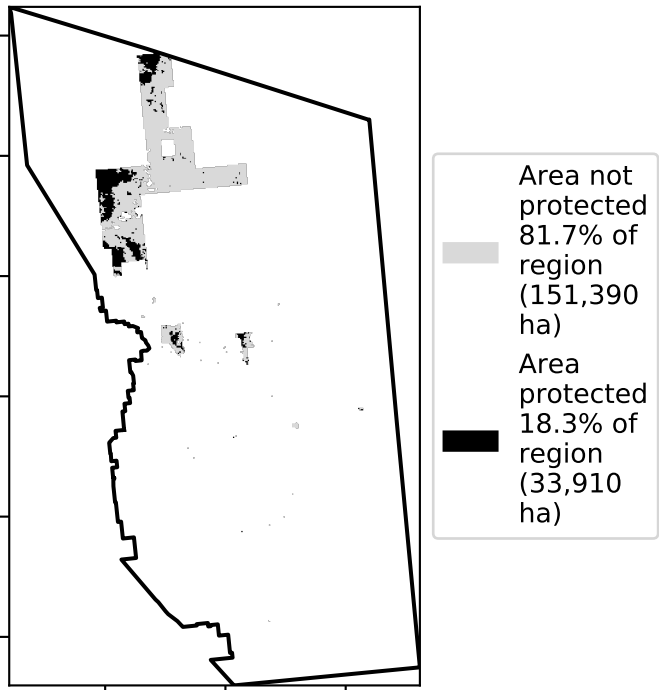 Area not
protected
81.7% of
region
(151,390
ha)
Area
protected
18.3% of
region
(33,910
ha)